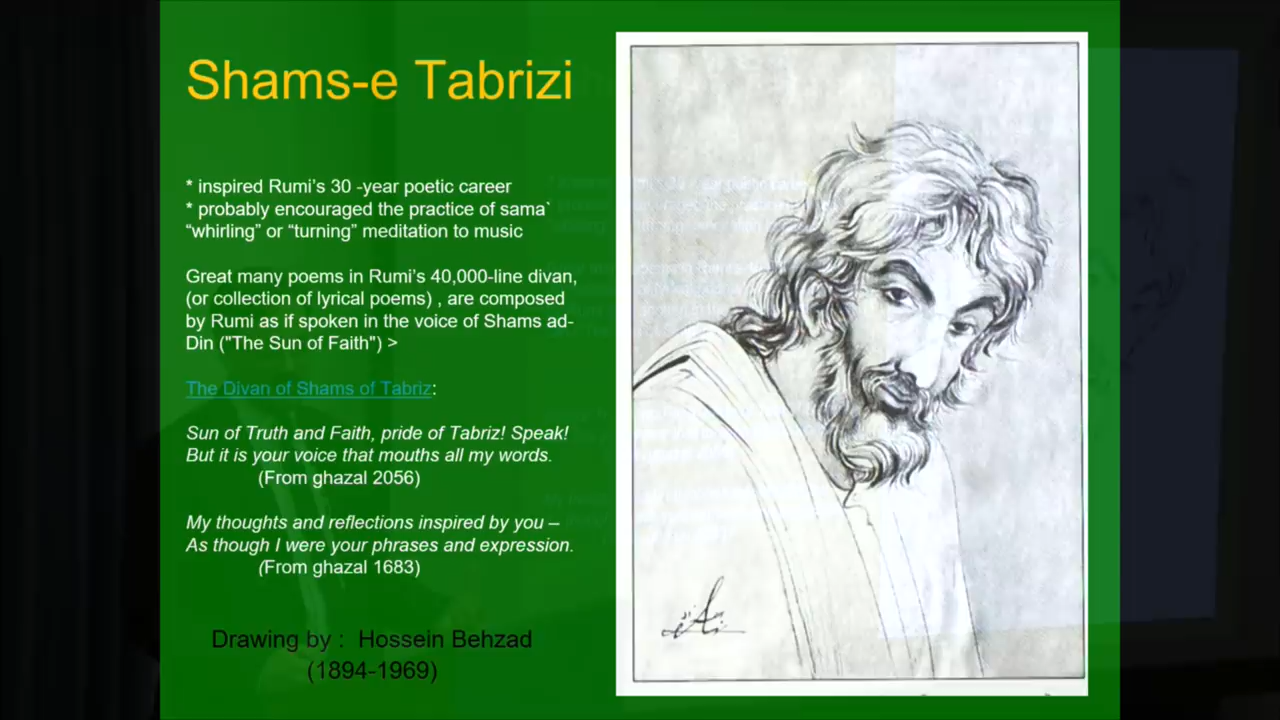 Shams-e Tabrizi
* inspired Rumi's 30 -year poetic career
* probably encouraged the practice of sama`
“whirling” or “turning” meditation to music
Great many poems in Rumi's 40,000-line divan,
(or collection of lyrical poems) , are composed
by Rumi as if spoken in the voice of Shams ad-
Din ("The Sun of Faith") >
The Divan of Shams of Tabriz:
Sun of Truth and Faith, pride of Tabriz! Speak!
But it is your voice that mouths all my words.
(From ghazal 2056)
My thoughts and reflections inspired by you –
As though I were your phrases and expression.
(From ghazal 1683)
Drawing by : Hossein Behzad
(1894-1969)